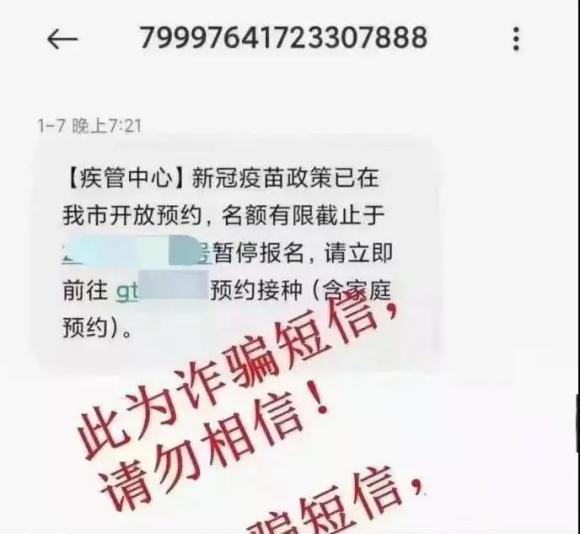 79997641723307888
1-7 晚上7:21
【疾管中心】新冠疫苗政策已在
我市开放预约，名额有限截止于
号暂停报名，请立即
前往 gt 预约接种（含家庭
预约）。
此为诈骗短信，
请勿相信！
骗短信，